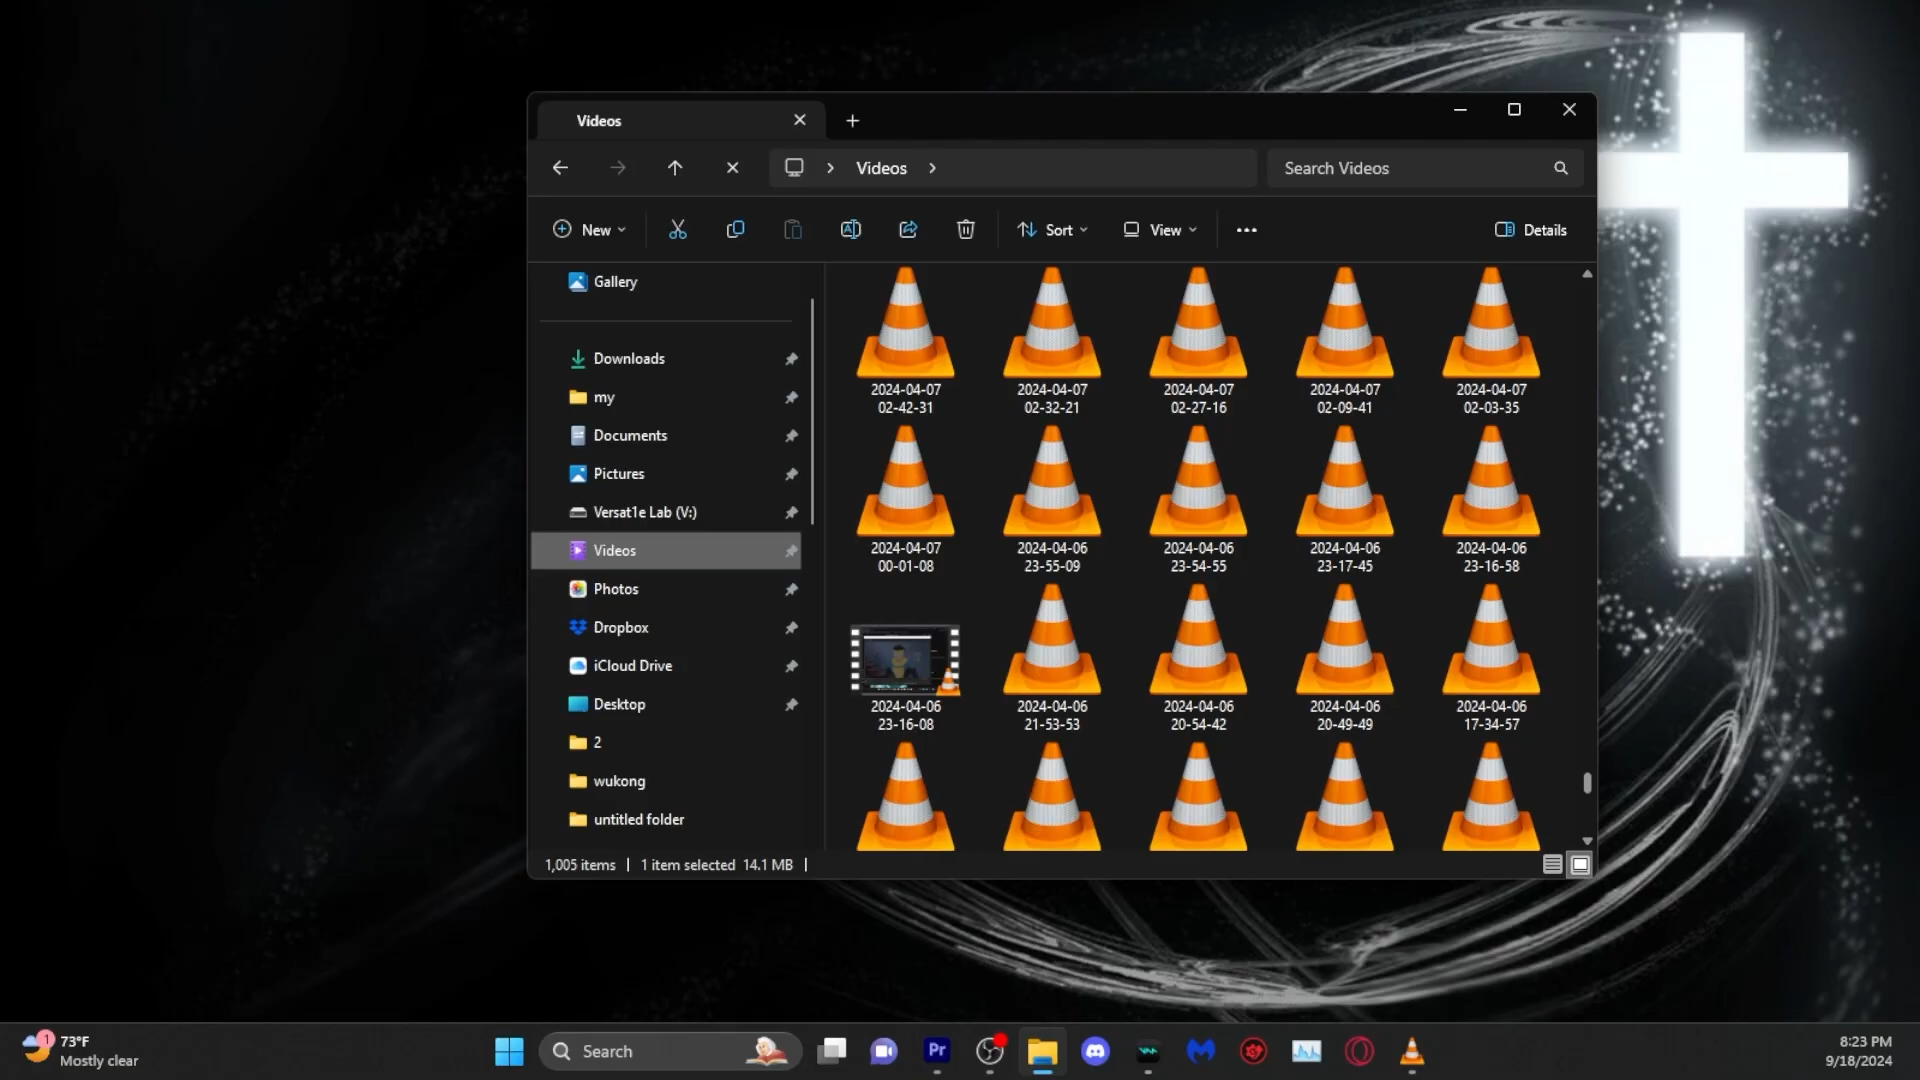 Videos
Videos
Search Videos
New
Sort
View
Details
Gallery
Downloads
my
Documents
Pictures
Versat1e Lab (V:)
Videos
Photos
Dropbox
iCloud Drive
Desktop
2
wukong
untitled folder
2024-04-07
02-42-31
2024-04-07
02-32-21
2024-04-07
02-27-16
2024-04-07
02-09-41
2024-04-07
02-03-35
2024-04-07
00-01-08
2024-04-06
23-55-09
2024-04-06
23-54-55
2024-04-06
23-17-45
2024-04-06
23-16-58
2024-04-06
23-16-08
2024-04-06
21-53-53
2024-04-06
20-54-42
2024-04-06
20-49-49
2024-04-06
17-34-57
1,005 items
1 item selected 14.1 MB
1
73°F
Mostly clear
Search
Pr
8:23 PM
9/18/2024